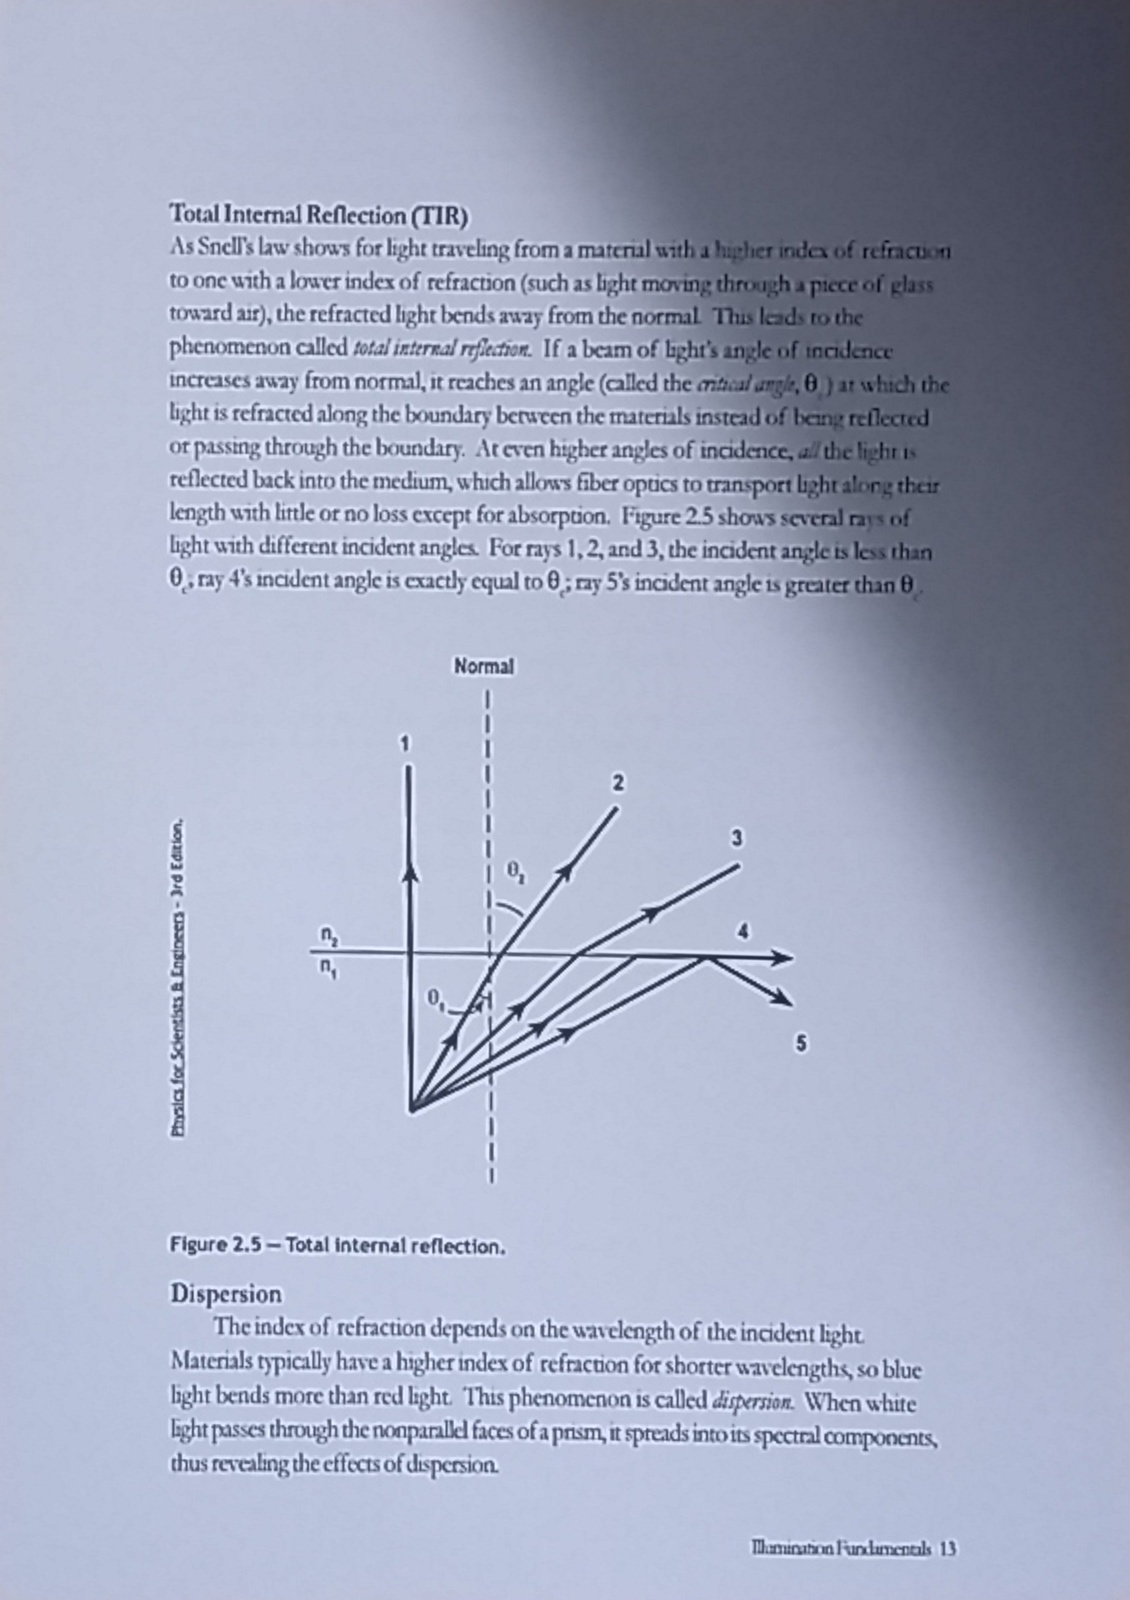 Total Internal Reflection (TIR)
As Snell's law shows for light traveling from a material with a higher index of refraction
to one with a lower index of refraction (such as light moving through a piece of glass
toward air), the refracted light bends away from the normal. This leads to the
phenomenon called total internal reflection. If a beam of light's angle of incidence
increases away from normal, it reaches an angle (called the critical angle, θc) at which the
light is refracted along the boundary between the materials instead of being reflected
or passing through the boundary. At even higher angles of incidence, all the light is
reflected back into the medium, which allows fiber optics to transport light along their
length with little or no loss except for absorption. Figure 2.5 shows several rays of
light with different incident angles. For rays 1, 2, and 3, the incident angle is less than
θc; ray 4's incident angle is exactly equal to θc; ray 5's incident angle is greater than θc.
Normal
1
2
3
θ₂
4
n₂
n₁
θ₁
5
Physics for Scientists & Engineers - 3rd Edition.
Figure 2.5 – Total internal reflection.
Dispersion
The index of refraction depends on the wavelength of the incident light.
Materials typically have a higher index of refraction for shorter wavelengths, so blue
light bends more than red light. This phenomenon is called dispersion. When white
light passes through the nonparallel faces of a prism, it spreads into its spectral components,
thus revealing the effects of dispersion.
Illumination Fundamentals 13